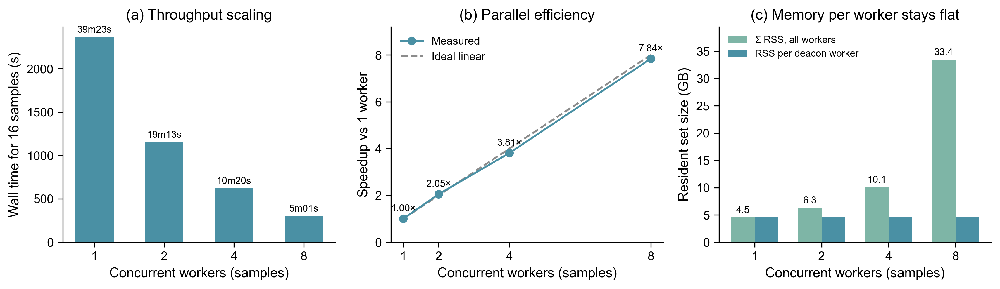 (a) Throughput scaling
Wall time for 16 samples (s)
2000
1500
1000
500
0
39m23s
19m13s
10m20s
5m01s
1
2
4
8
Concurrent workers (samples)
(b) Parallel efficiency
Measured
Ideal linear
Speedup vs 1 worker
8
6
4
2
0
1.00×
2.05×
3.81×
7.84×
1
2
4
8
Concurrent workers (samples)
(c) Memory per worker stays flat
Σ RSS, all workers
RSS per deacon worker
Resident set size (GB)
35
30
25
20
15
10
5
0
4.5
6.3
10.1
33.4
1
2
4
8
Concurrent workers (samples)